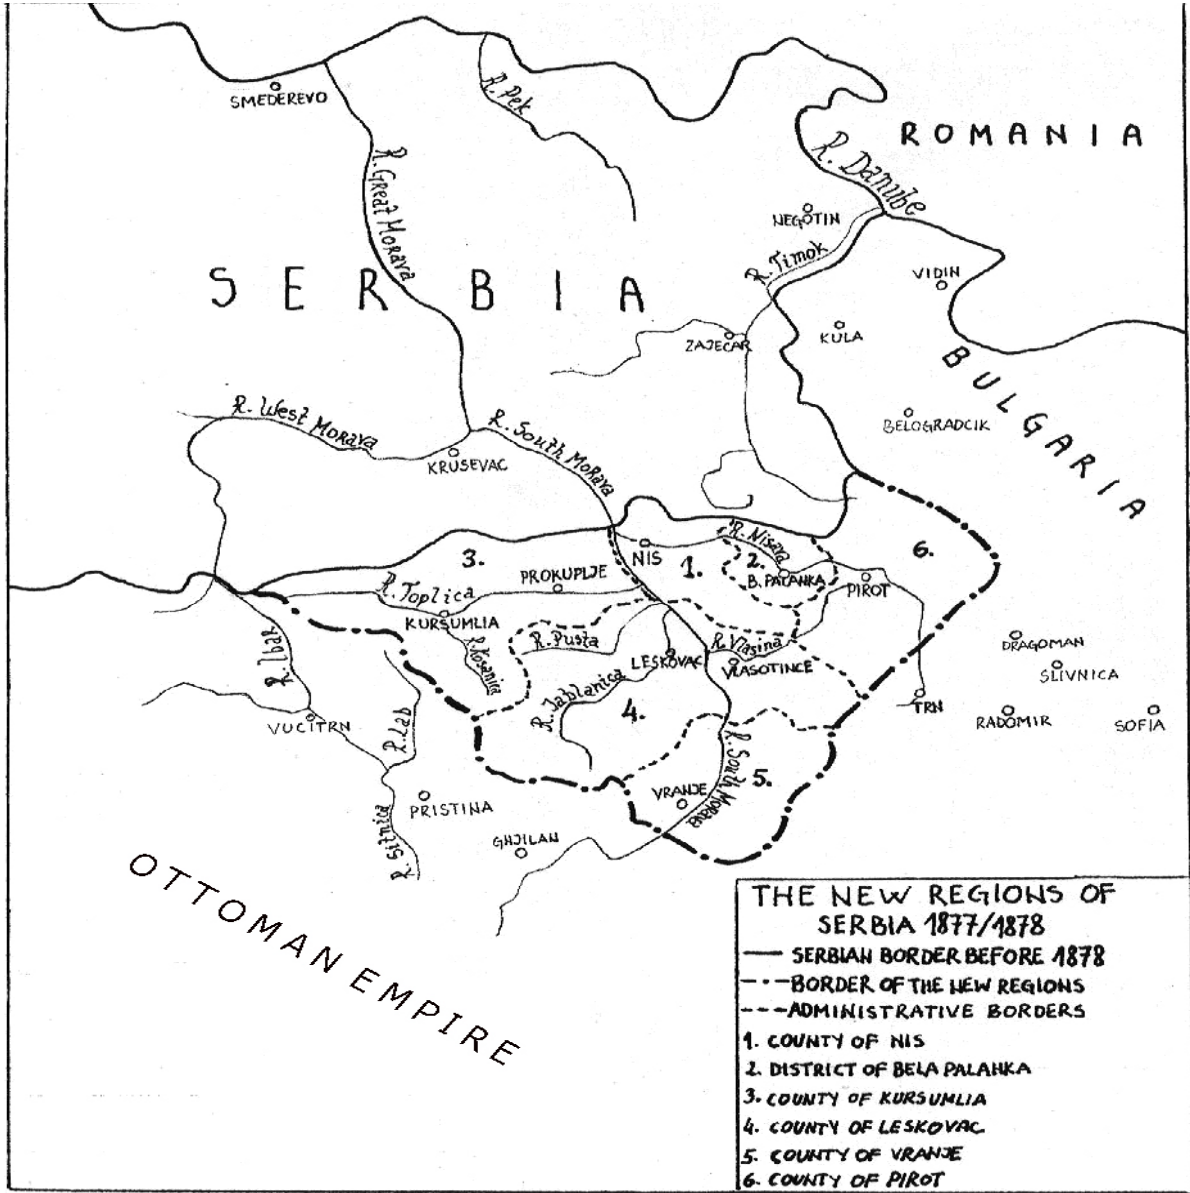 SMEDEREVO
R. Pek
ROMANIA
R. Danube
R. Great Morava
NEGOTIN
R. Timok
VIDIN
SERBIA
KULA
ZAJECAR
BULGARIA
R. West Morava
R. South Morava
BELOGRADCIK
KRUSEVAC
NIS
R. Nisava
6.
3.
1.
2.
B. PALANKA
PROKUPLJE
PIROT
R. Toplica
KURSUMLIA
R. Kosanica
R. Pusta
R. Vlasina
LESKOVAC
VLASOTINCE
DRAGOMAN
SLIVNICA
R. Ibar
R. Jablanica
4.
TRN
RADOMIR
SOFIA
VUCITRN
R. Lab
R. South Morava
5.
VRANJE
PRISTINA
R. Sitnica
GHJILAN
OTTOMAN EMPIRE
THE NEW REGIONS OF
SERBIA 1877/1878
SERBIAN BORDER BEFORE 1878
BORDER OF THE NEW REGIONS
ADMINISTRATIVE BORDERS
1. COUNTY OF NIS
2. DISTRICT OF BELA PALANKA
3. COUNTY OF KURSUMLIA
4. COUNTY OF LESKOVAC
5. COUNTY OF VRANJE
6. COUNTY OF PIROT